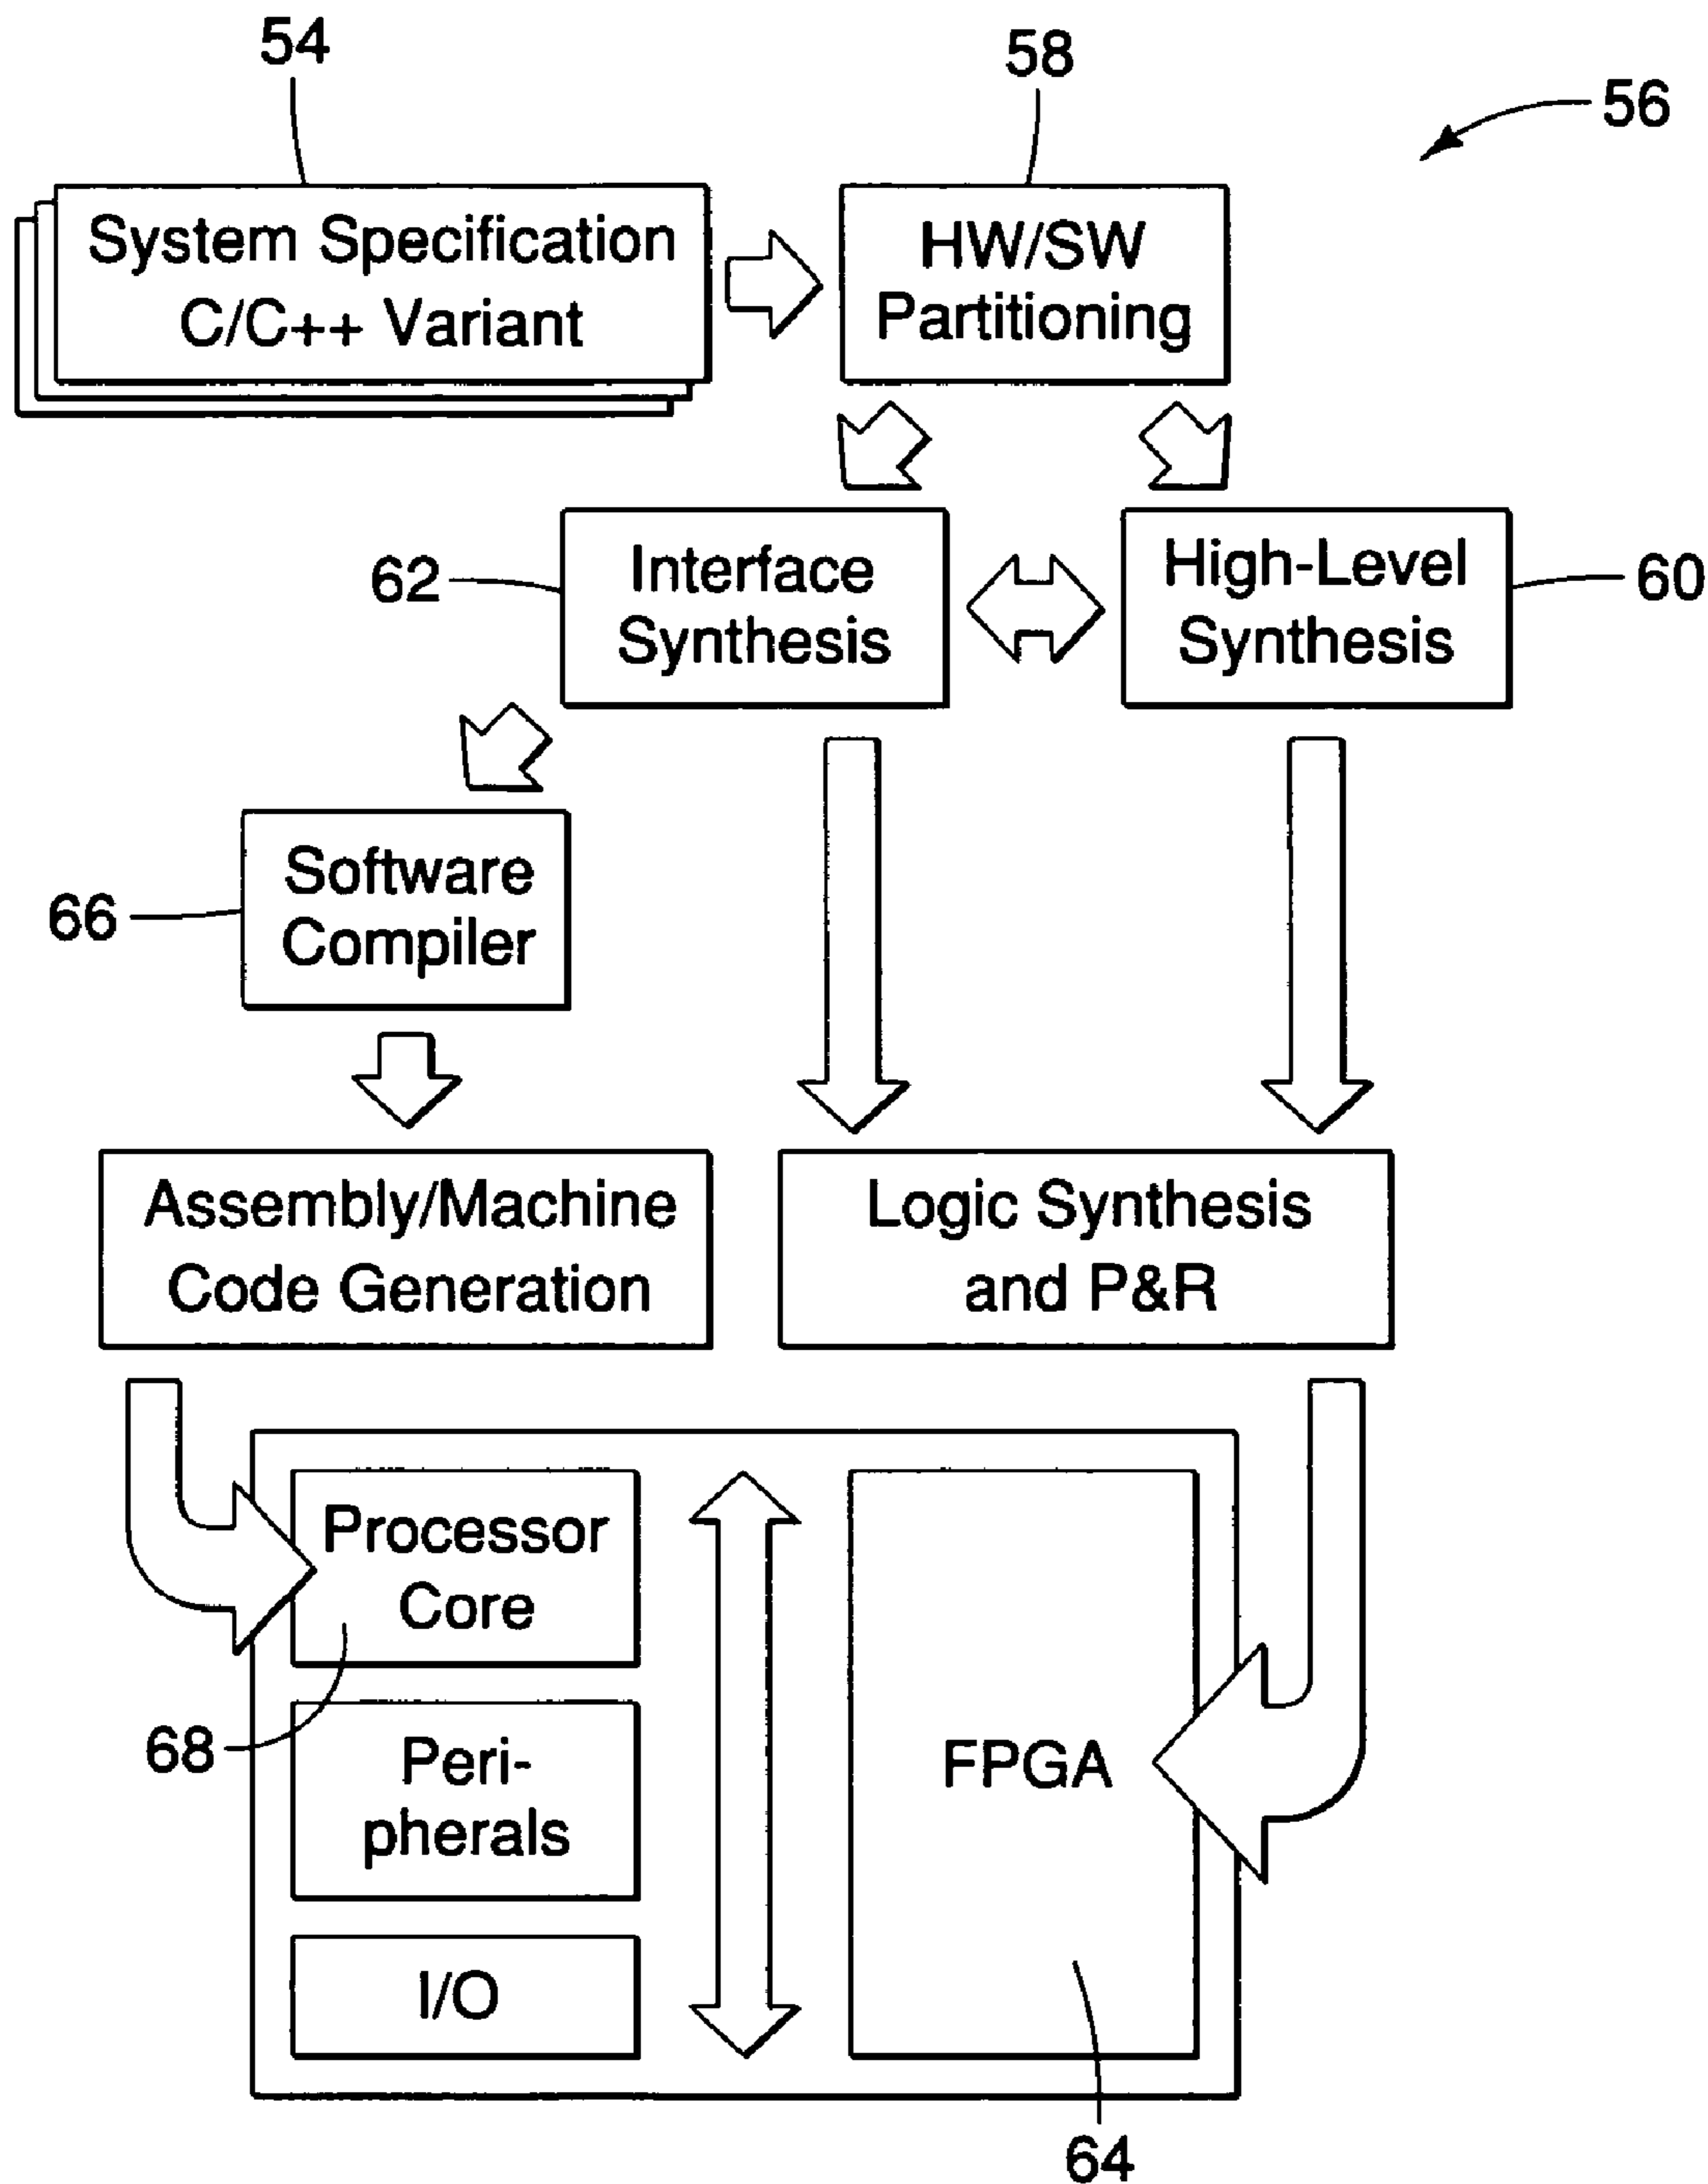 54
58
56
System Specification
C/C++ Variant
HW/SW
Partitioning
62
Interface
Synthesis
High-Level
Synthesis
60
66
Software
Compiler
Assembly/Machine
Code Generation
Logic Synthesis
and P&R
Processor
Core
68
Peri-
pherals
FPGA
I/O
64